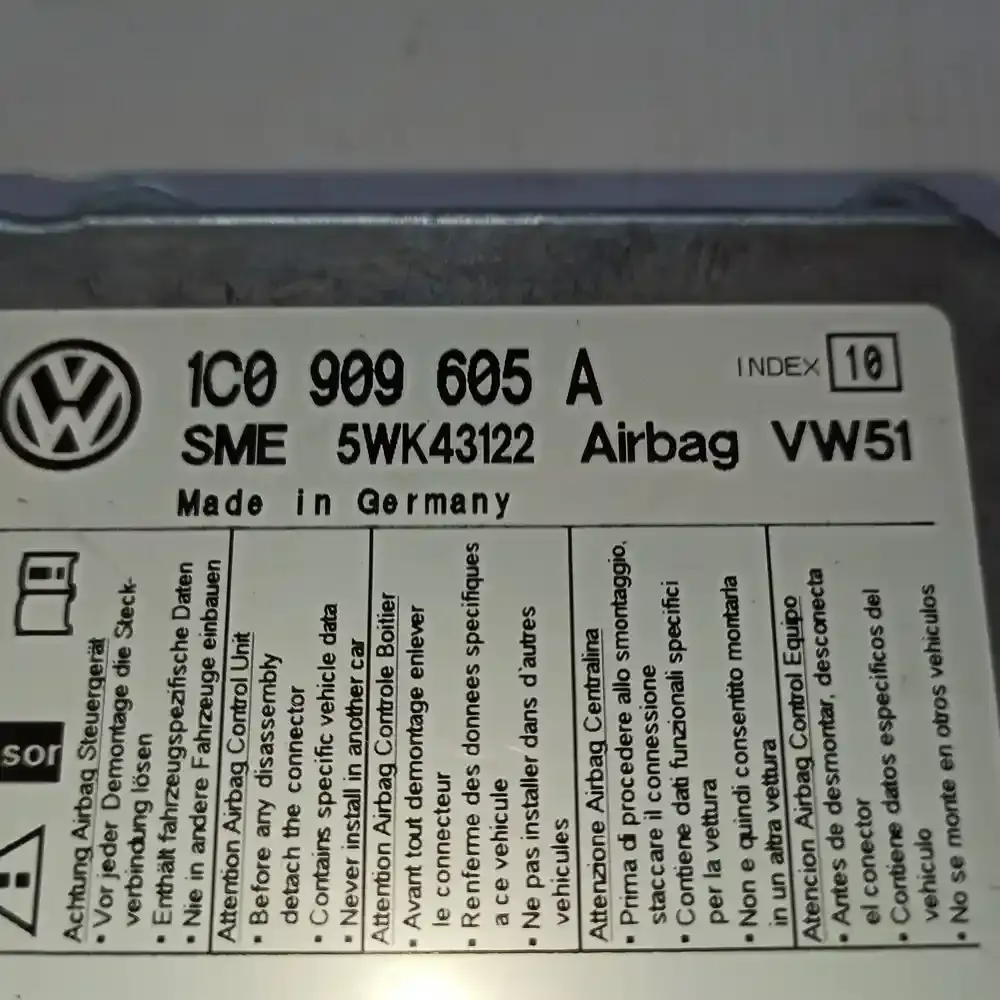 1C0 909 605 A
INDEX 10
SME 5WK43122 Airbag VW51
Made in Germany
sor
Achtung Airbag Steuergerät
• Vor jeder Demontage die Steck-
verbindung lösen
• Enthält fahrzeugspezifische Daten
• Nie in andere Fahrzeuge einbauen
Attention Airbag Control Unit
• Before any disassembly
detach the connector
• Contains specific vehicle data
• Never install in another car
Attention Airbag Controle Boitier
• Avant tout demontage enlever
le connecteur
• Renferme des donnees specifiques
a ce vehicule
• Ne pas installer dans d'autres
vehicules
Attenzione Airbag Centralina
• Prima di procedere allo smontaggio,
staccare il connessione
• Contiene dati funzionali specifici
per la vettura
• Non e quindi consentito montarla
in un altra vettura
Atencion Airbag Control Equipo
• Antes de desmontar, desconecta
el conector
• Contiene datos especificos del
vehiculo
• No se monte en otros vehiculos